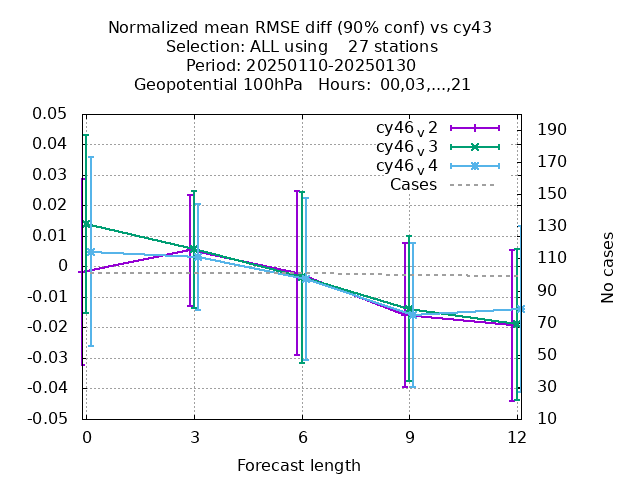 Normalized mean RMSE diff (90% conf) vs cy43
Selection: ALL using    27 stations
Period: 20250110-20250130
Geopotential 100hPa   Hours: 00,03,...,21
0.05
0.04
0.03
0.02
0.01
0
-0.01
-0.02
-0.03
-0.04
-0.05
cy46_v2
cy46_v3
cy46_v4
Cases
190
170
150
130
110
90
70
50
30
10
No cases
0 3 6 9 12
Forecast length